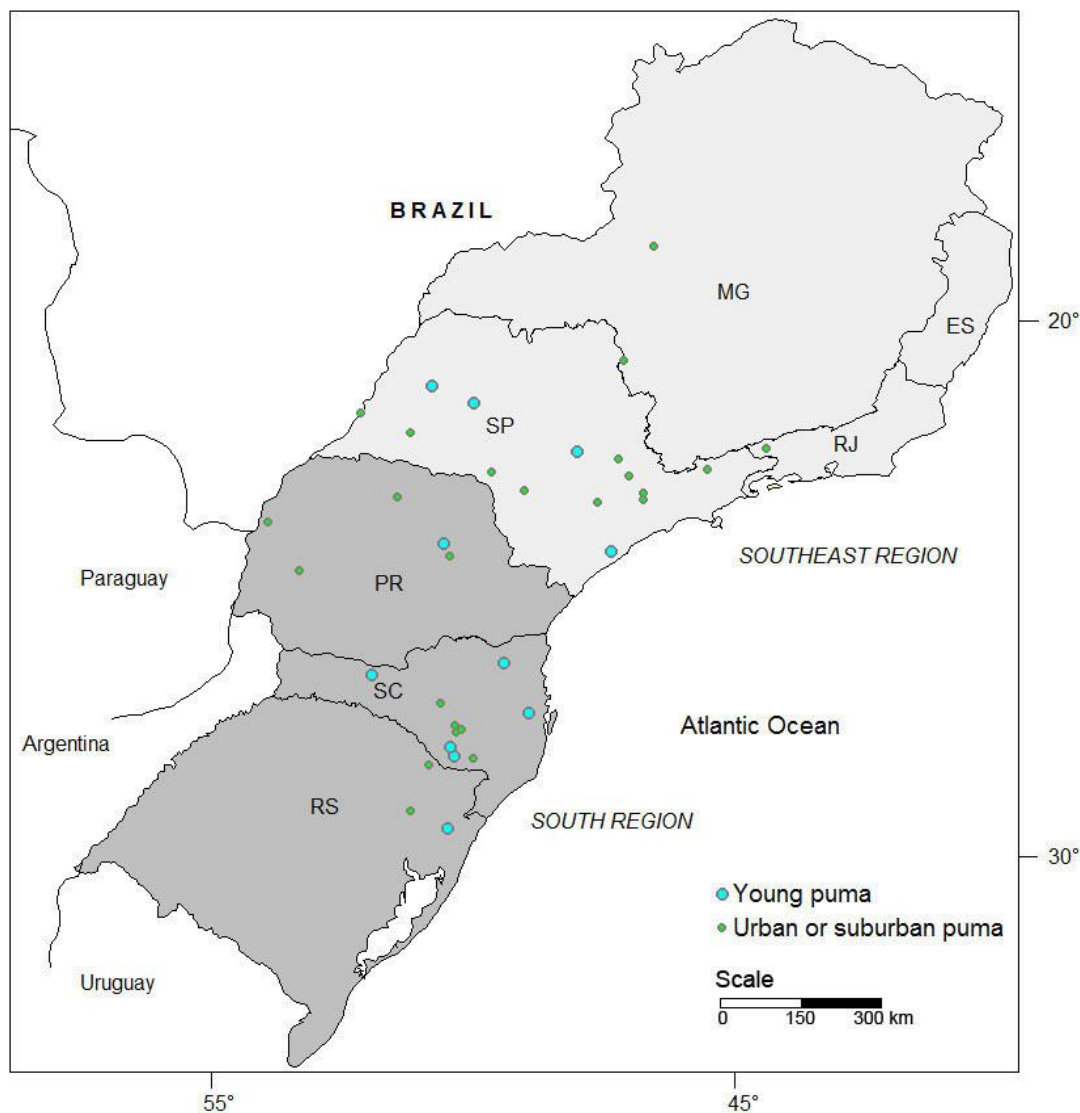 BRAZIL
MG
20°
ES
SP
RJ
SOUTHEAST REGION
Paraguay
PR
SC
Atlantic Ocean
Argentina
RS
SOUTH REGION
30°
Young puma
Urban or suburban puma
Uruguay
Scale
0 150 300 km
55° 45°